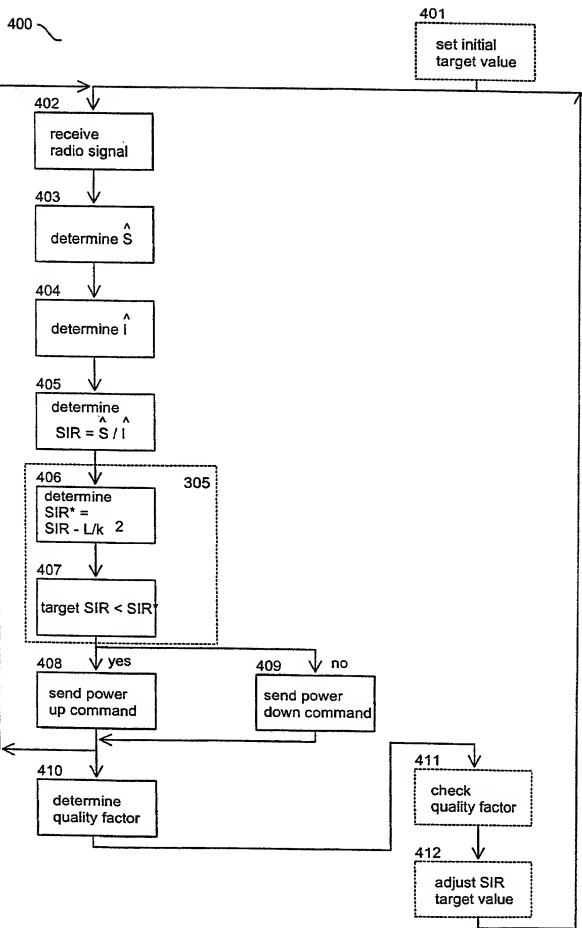 400
401
set initial
target value
402
receive
radio signal
403
determine Ŝ
404
determine Î
405
determine
SIR = Ŝ / Î
406
305
determine
SIR* =
SIR - L/k 2
407
target SIR < SIR*
yes
no
408
send power
up command
409
send power
down command
410
determine
quality factor
411
check
quality factor
412
adjust SIR
target value